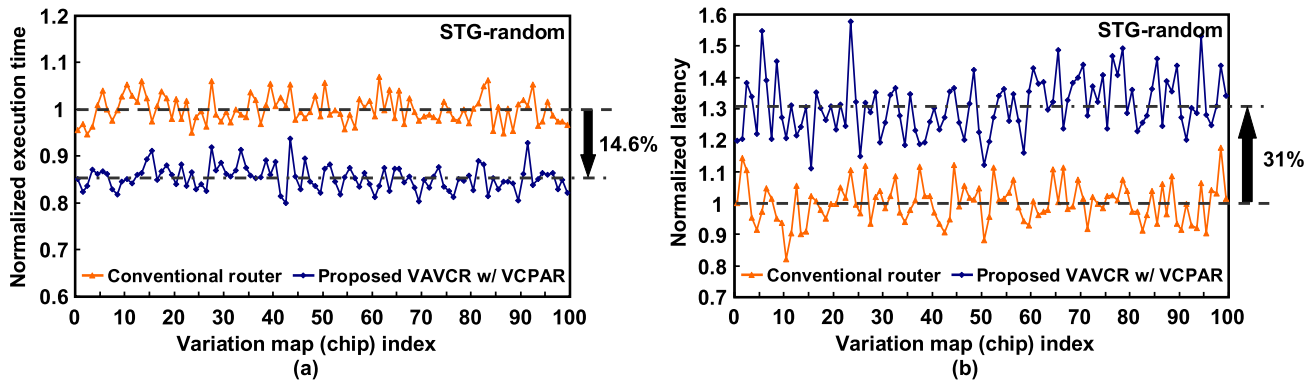 STG-random
Normalized execution time
1.2
1.1
1
0.9
0.8
0.7
0.6
14.6%
Conventional router
Proposed VAVCR w/ VCPAR
0 10 20 30 40 50 60 70 80 90 100
Variation map (chip) index
(a)
STG-random
Normalized latency
1.6
1.5
1.4
1.3
1.2
1.1
1
0.9
0.8
0.7
31%
Conventional router
Proposed VAVCR w/ VCPAR
0 10 20 30 40 50 60 70 80 90 100
Variation map (chip) index
(b)